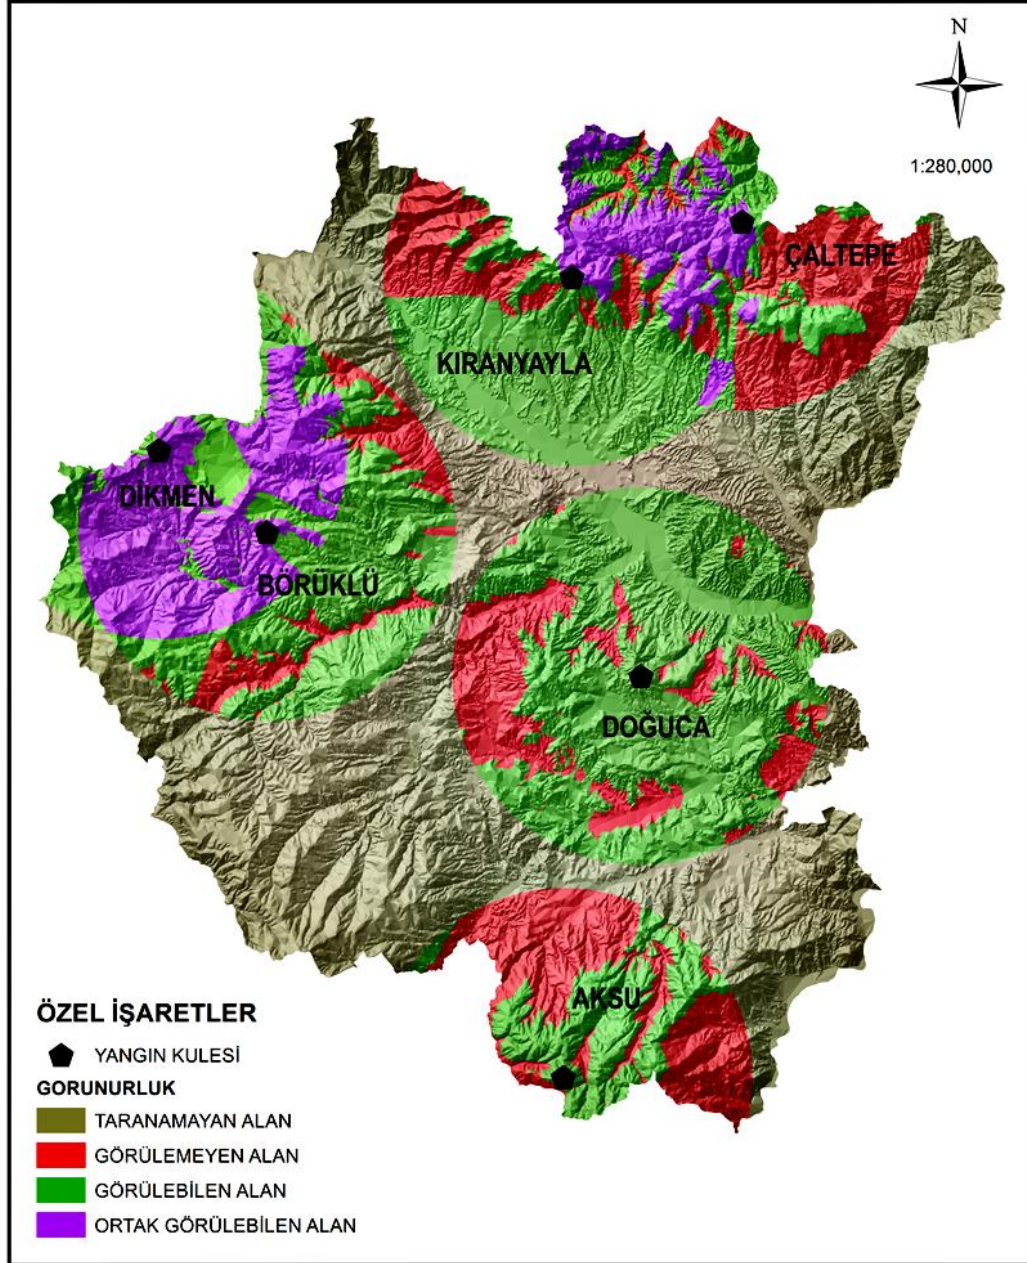 N
1:280,000
ÇALTEPE
KIRANYAYLA
DİKMEN
BÖRÜKLÜ
DOĞUCA
AKSU
ÖZEL İŞARETLER
YANGIN KULESİ
GORUNURLUK
TARANAMAYAN ALAN
GÖRÜLEMEYEN ALAN
GÖRÜLEBİLEN ALAN
ORTAK GÖRÜLEBİLEN ALAN